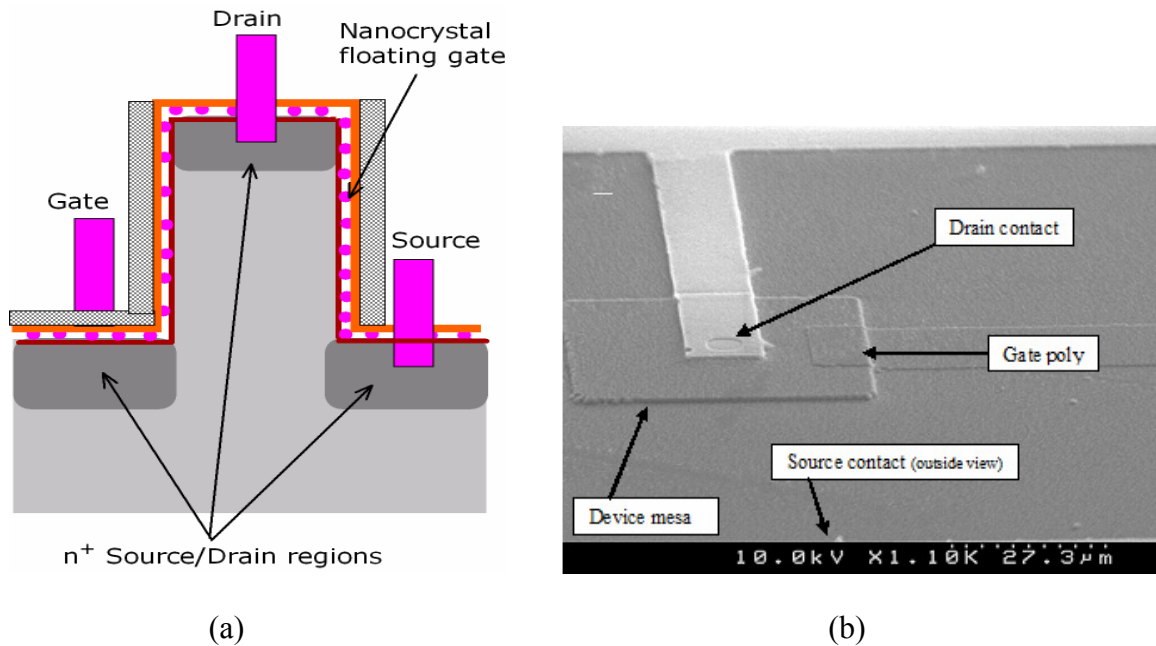 Drain
Nanocrystal
floating gate
Gate
Source
n+ Source/Drain regions
(a)
Drain contact
Gate poly
Source contact (outside view)
Device mesa
10.0kV X1.10K 27.3µm
(b)